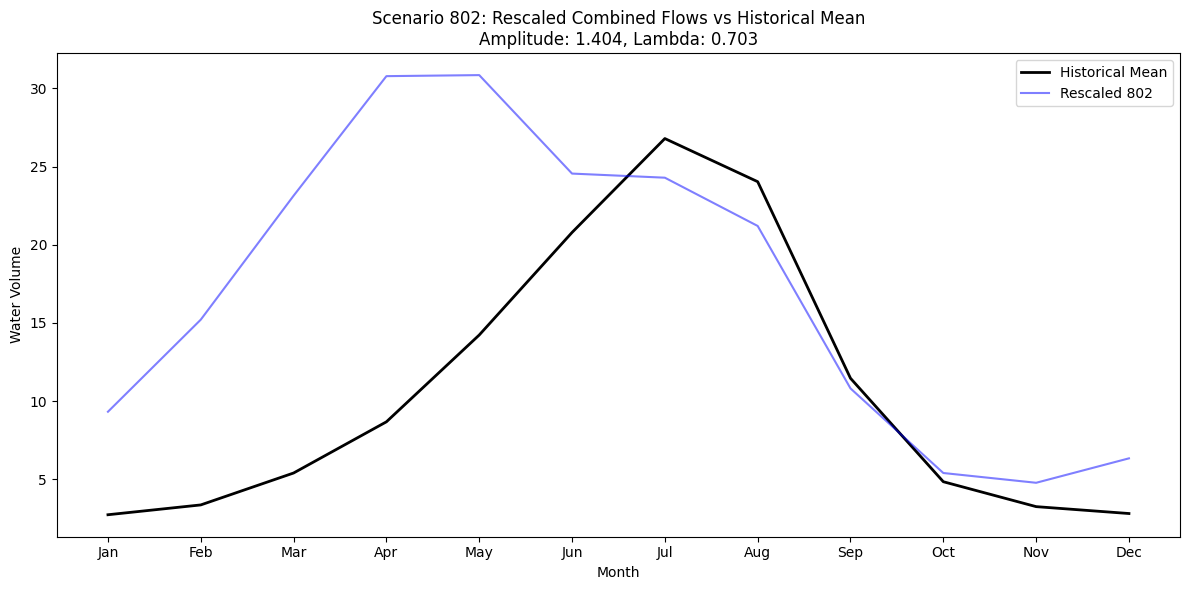 Scenario 802: Rescaled Combined Flows vs Historical Mean
Amplitude: 1.404, Lambda: 0.703
Historical Mean
Rescaled 802
30
25
20
15
10
5
Water Volume
Jan Feb Mar Apr May Jun Jul Aug Sep Oct Nov Dec
Month